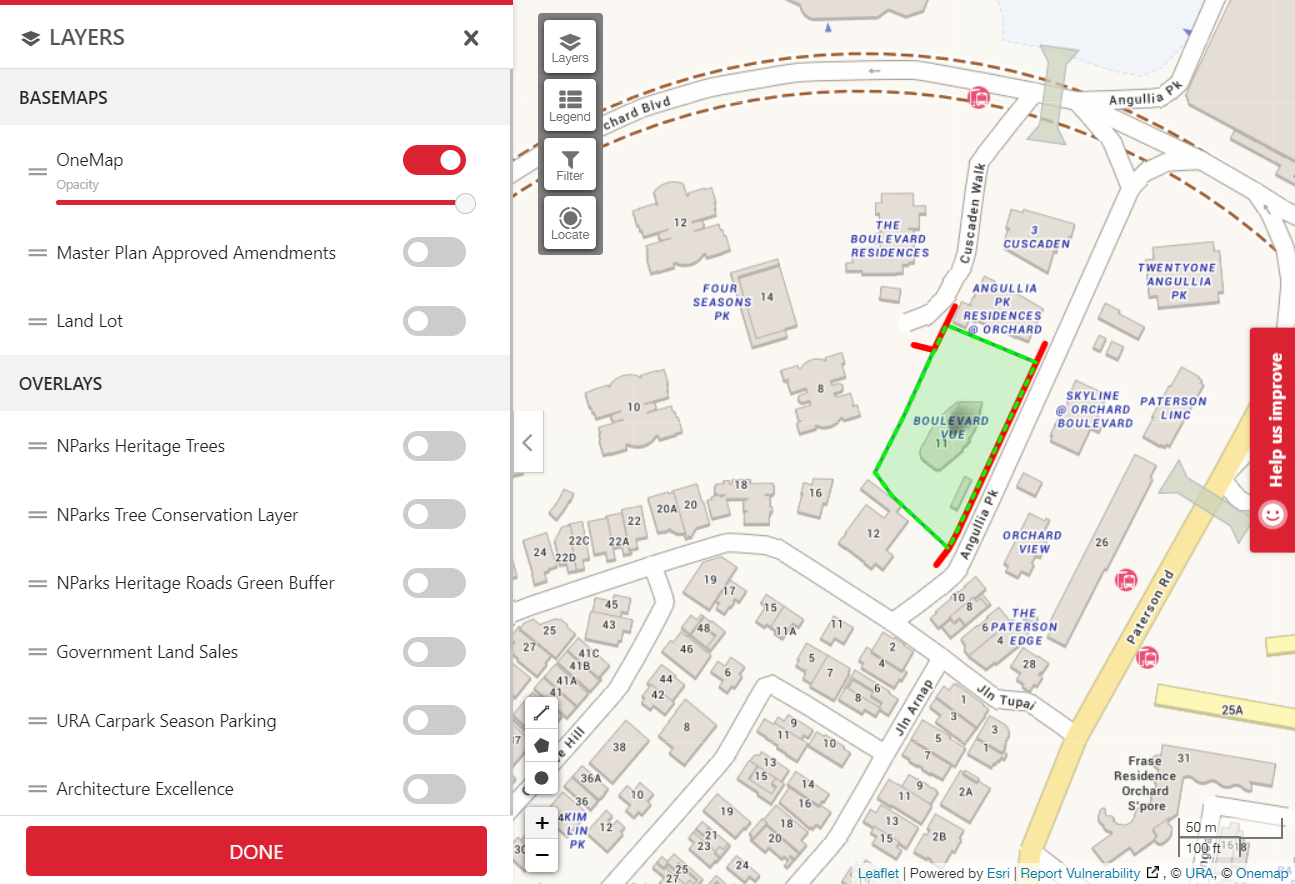 LAYERS
BASEMAPS
OneMap
Opacity
Master Plan Approved Amendments
Land Lot
OVERLAYS
NParks Heritage Trees
NParks Tree Conservation Layer
NParks Heritage Roads Green Buffer
Government Land Sales
URA Carpark Season Parking
Architecture Excellence
DONE
Layers
Legend
Filter
Locate
chard Blvd
Angullia Pk
Cuscaden Walk
12
THE
BOULEVARD
RESIDENCES
3
CUSCADEN
TWENTYONE
ANGULLIA
PK
FOUR
SEASONS
PK
14
ANGULLIA
PK
RESIDENCES
@ ORCHARD
8
10
BOULEVARD
VUE
11
SKYLINE
@ ORCHARD
BOULEVARD
PATERSON
LINC
Help us improve
18
16
20A
20
22
22A
22C
22D
24
12
Angullia Pk
ORCHARD
VIEW
26
Paterson Rd
19
17
15
11A
11
10
8
6
4
THE
PATERSON
EDGE
28
45
43
25
27
41C
41B
41A
41
48
46
44
42
6
5
7
2
4
6
8
Jln Arnap
Jln Tupai
1
3
5
7
3
1
25A
8
38
9
11
10
36A
36
13
15
14
16
9
11
2A
Frase
Residence
Orchard
S'pore
31
10
12
KIM
LIN
PK
19
21
23
18
20
13
15
2B
25
27
24
e Hill
+
−
50 m
100 ft
Leaflet | Powered by Esri | Report Vulnerability , © URA, © Onemap